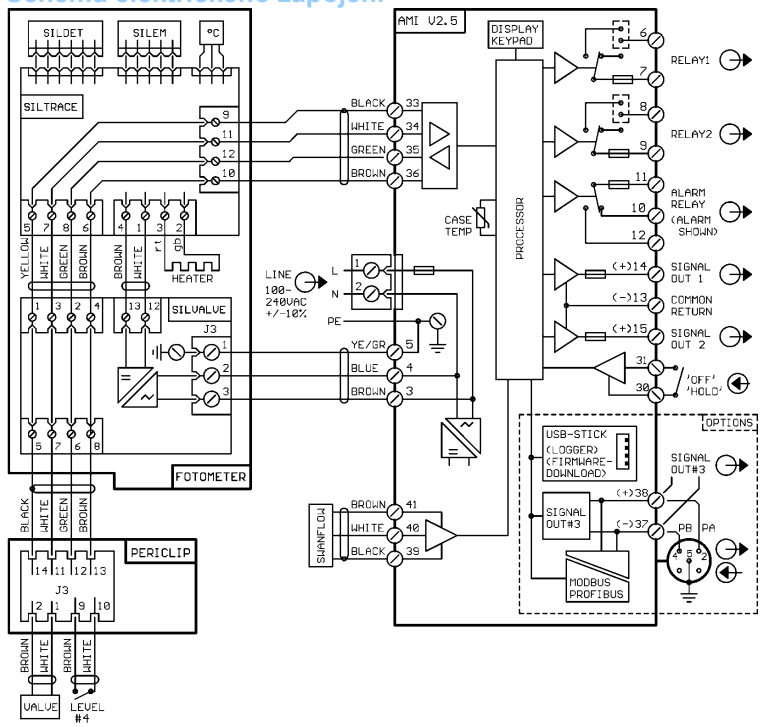 Schéma elektrického zapojení
SILDET
SILEM
°C
AMI V2.5
DISPLAY
KEYPAD
6
RELAY1
7
SILTRACE
9
11
12
10
BLACK 33
WHITE 34
GREEN 35
BROWN 36
8
RELAY2
9
PROCESSOR
CASE
TEMP
11
ALARM
RELAY
10
(ALARM
SHOWN)
12
5 7 8 6
4 1 3 2
YELLOW
WHITE
GREEN
BROWN
BROWN
WHITE
rt
gb
HEATER
LINE
100-
240VAC
+/-10%
L
1
N
2
PE
(+)14
SIGNAL
OUT 1
(-)13
COMMON
RETURN
(+)15
SIGNAL
OUT 2
1 3 2 4
13 12
SILVALVE
J3
1
2
3
YE/GR 5
BLUE 4
BROWN 3
31
30
'OFF'
'HOLD'
OPTIONS
USB-STICK
(LOGGER)
(FIRMWARE-
DOWNLOAD)
SIGNAL
OUT#3
(+)38
SIGNAL
OUT#3
(-)37
PB PA
4 5 2
MODBUS
PROFIBUS
5 7 6 8
FOTOMETER
BLACK
WHITE
GREEN
BROWN
SWANFLOW
BROWN 41
WHITE 40
BLACK 39
PERICLIP
14 11 12 13
J3
2 1 9 10
BROWN
WHITE
BROWN
WHITE
VALVE
LEVEL
#4